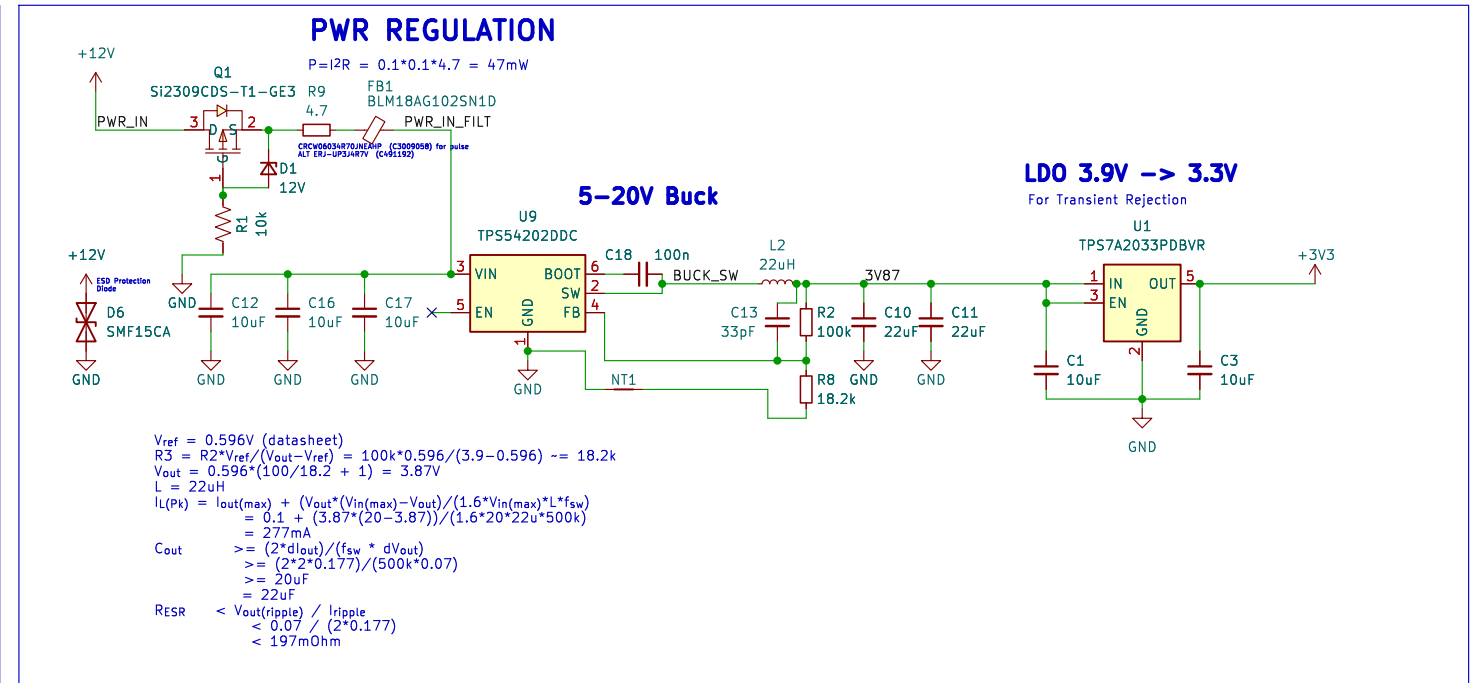 PWR REGULATION
P=I²R = 0.1*0.1*4.7 = 47mW
+12V
Q1
Si2309CDS-T1-GE3
R9
4.7
FB1
BLM18AG102SN1D
PWR_IN
3
D
S
2
G
1
PWR_IN_FILT
CRCW06034R70JNEAHP (C3009058) for pulse
ALT ERJ-UP3J4R7V (C491192)
D1
12V
R1
10k
GND
+12V
ESD Protection
Diode
D6
SMF15CA
GND
C12
10uF
GND
C16
10uF
GND
C17
10uF
GND
5-20V Buck
U9
TPS54202DDC
3
VIN
5
EN
GND
1
BOOT
6
SW
2
FB
4
GND
C18
100n
BUCK_SW
L2
22uH
3V87
C13
33pF
R2
100k
C10
22uF
GND
C11
22uF
GND
NT1
R8
18.2k
LDO 3.9V -> 3.3V
For Transient Rejection
U1
TPS7A2033PDBVR
1
IN
3
EN
OUT
5
GND
2
+3V3
C1
10uF
C3
10uF
GND
Vref = 0.596V (datasheet)
R3 = R2*Vref/(Vout-Vref) = 100k*0.596/(3.9-0.596) ~= 18.2k
Vout = 0.596*(100/18.2 + 1) = 3.87V
L = 22uH
IL(Pk) = Iout(max) + (Vout*(Vin(max)-Vout)/(1.6*Vin(max)*L*fsw)
= 0.1 + (3.87*(20-3.87))/(1.6*20*22u*500k)
= 277mA
Cout >= (2*dIout)/(fsw * dVout)
>= (2*2*0.177)/(500k*0.07)
>= 20uF
= 22uF
RESR < Vout(ripple) / Iripple
< 0.07 / (2*0.177)
< 197mOhm